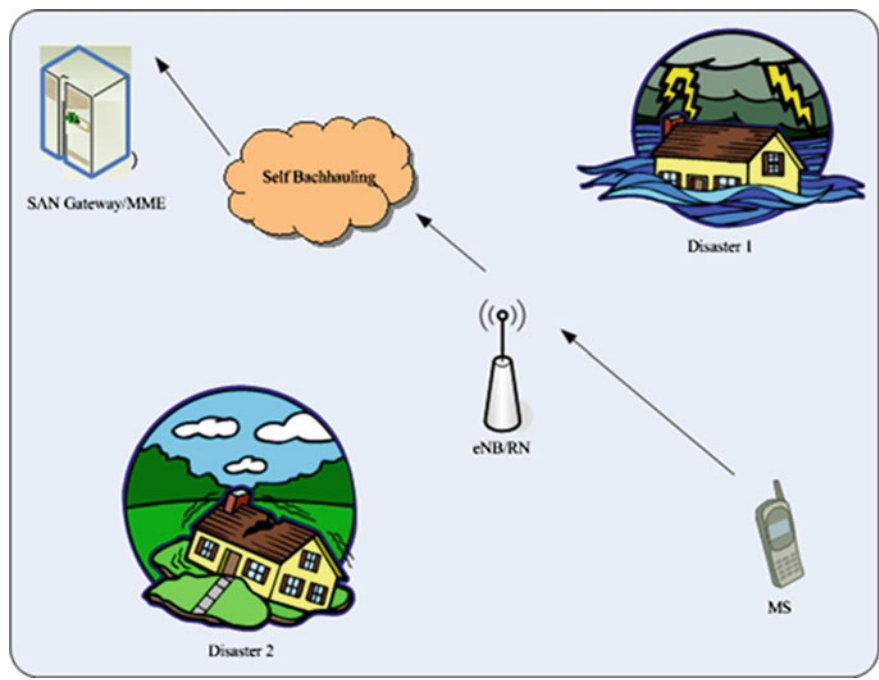 Self Bachhauling
SAN Gateway/MME
Disaster 1
eNB/RN
MS
Disaster 2